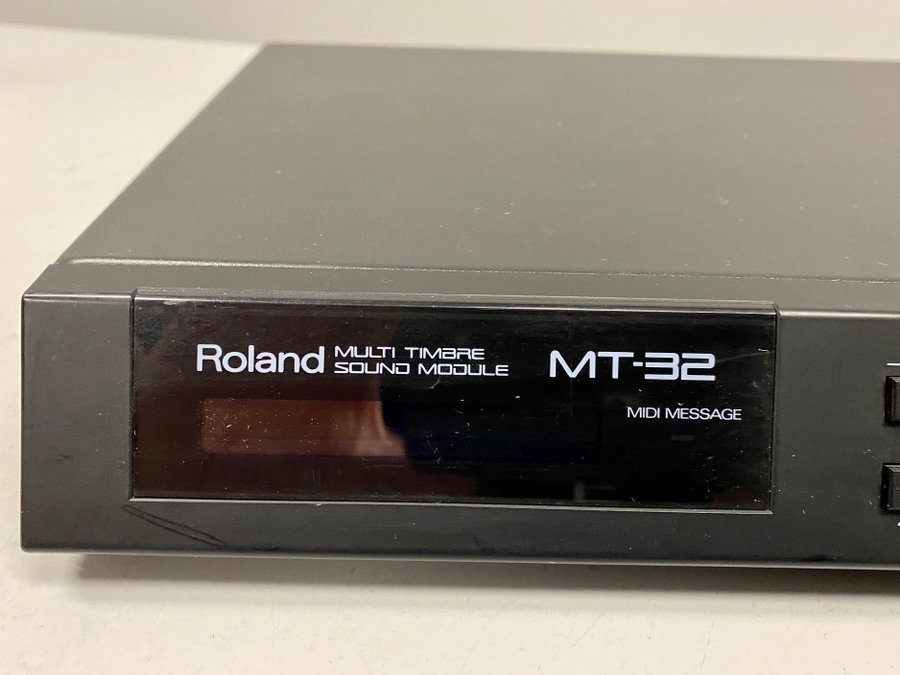 Roland MULTI TIMBRE SOUND MODULE MT-32
MIDI MESSAGE